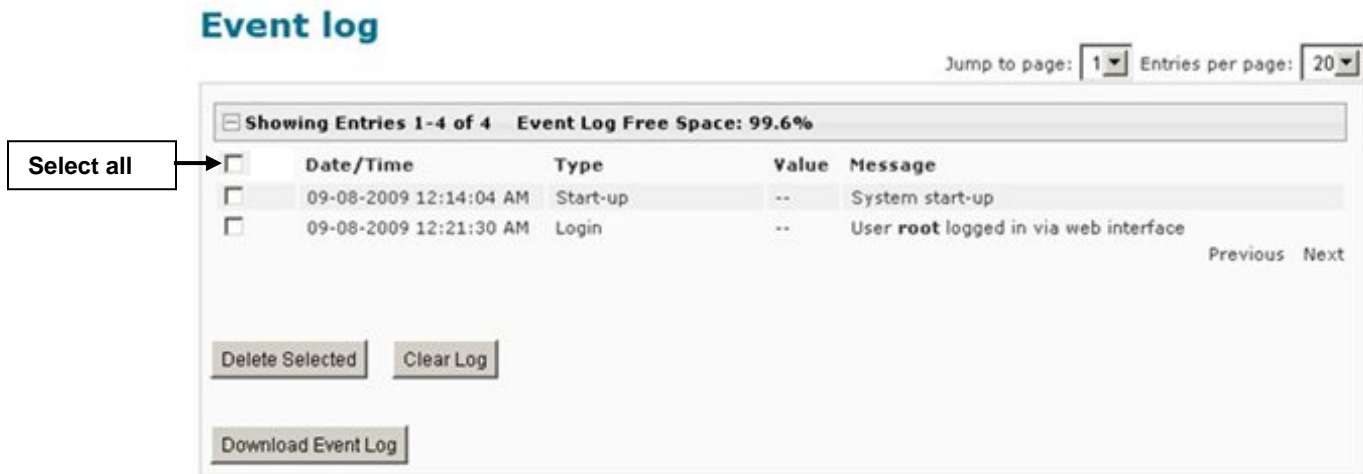 Event log
Jump to page: 1 Entries per page: 20
Showing Entries 1-4 of 4 Event Log Free Space: 99.6%
Select all
Date/Time Type Value Message
09-08-2009 12:14:04 AM Start-up -- System start-up
09-08-2009 12:21:30 AM Login -- User root logged in via web interface
Previous Next
Delete Selected Clear Log
Download Event Log